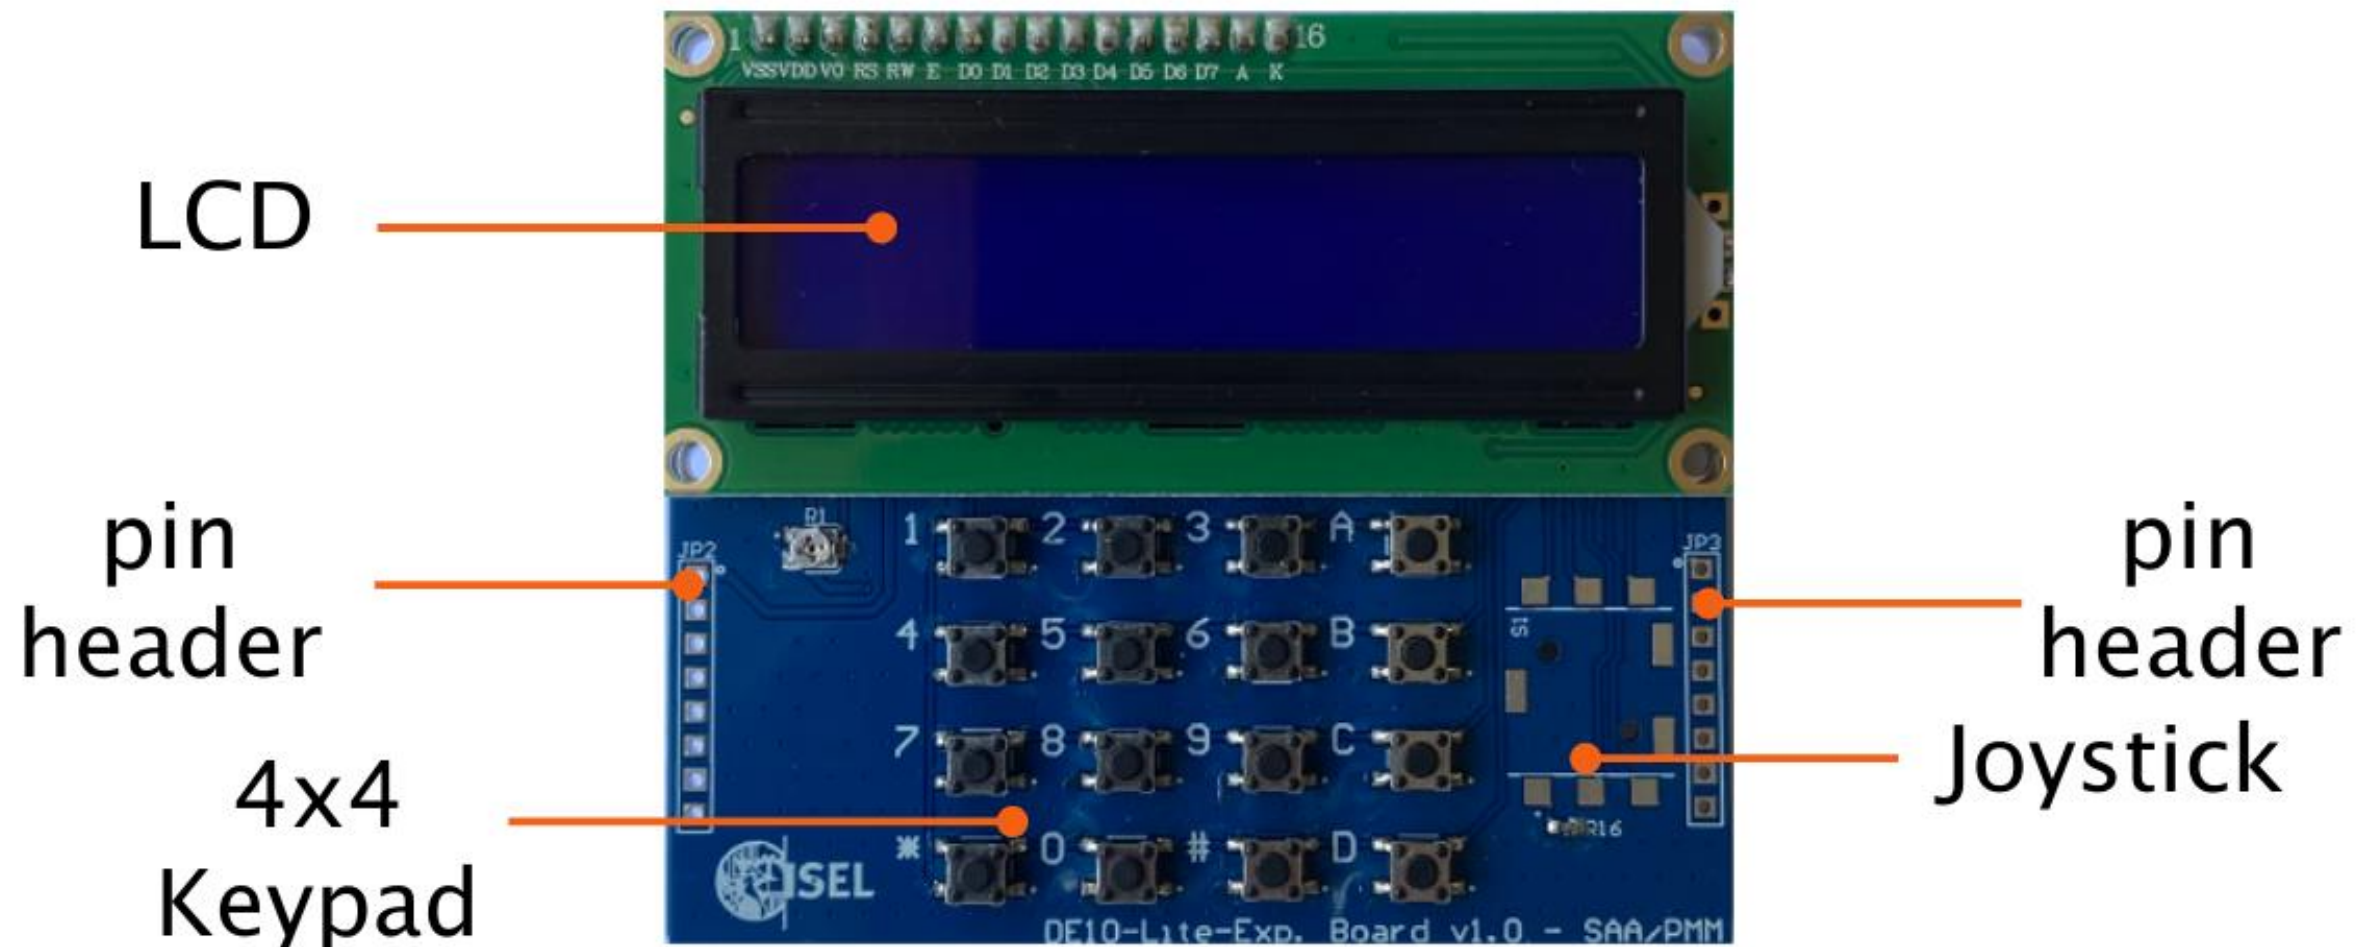 1
16
VSS VDD VO RS RW E D0 D1 D2 D3 D4 D5 D6 D7 A K
LCD
pin
header
JP2
R1
1 2 3 A
4 5 6 B
7 8 9 C
* 0 # D
S1
JP3
R16
pin
header
Joystick
4x4
Keypad
ISEL
DE10-Lite-Exp. Board v1.0 - SAA/PMM